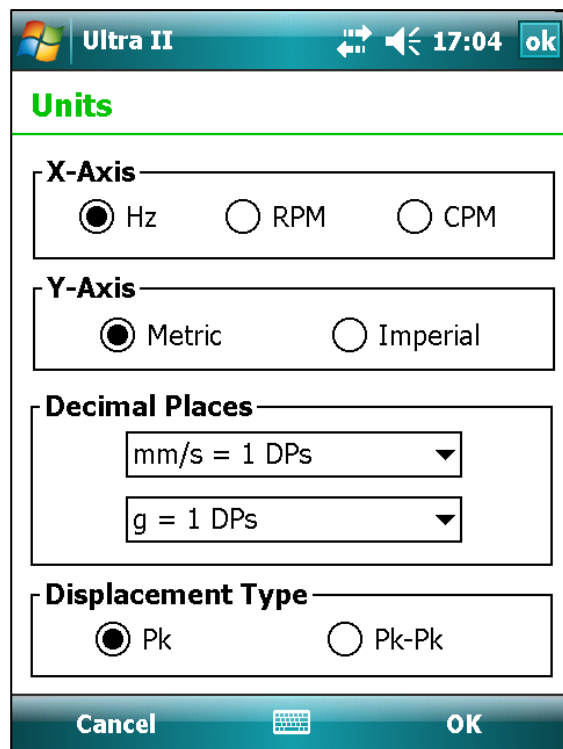 Ultra II 17:04 ok
Units
X-Axis
Hz RPM CPM
Y-Axis
Metric Imperial
Decimal Places
mm/s = 1 DPs
g = 1 DPs
Displacement Type
Pk Pk-Pk
Cancel OK